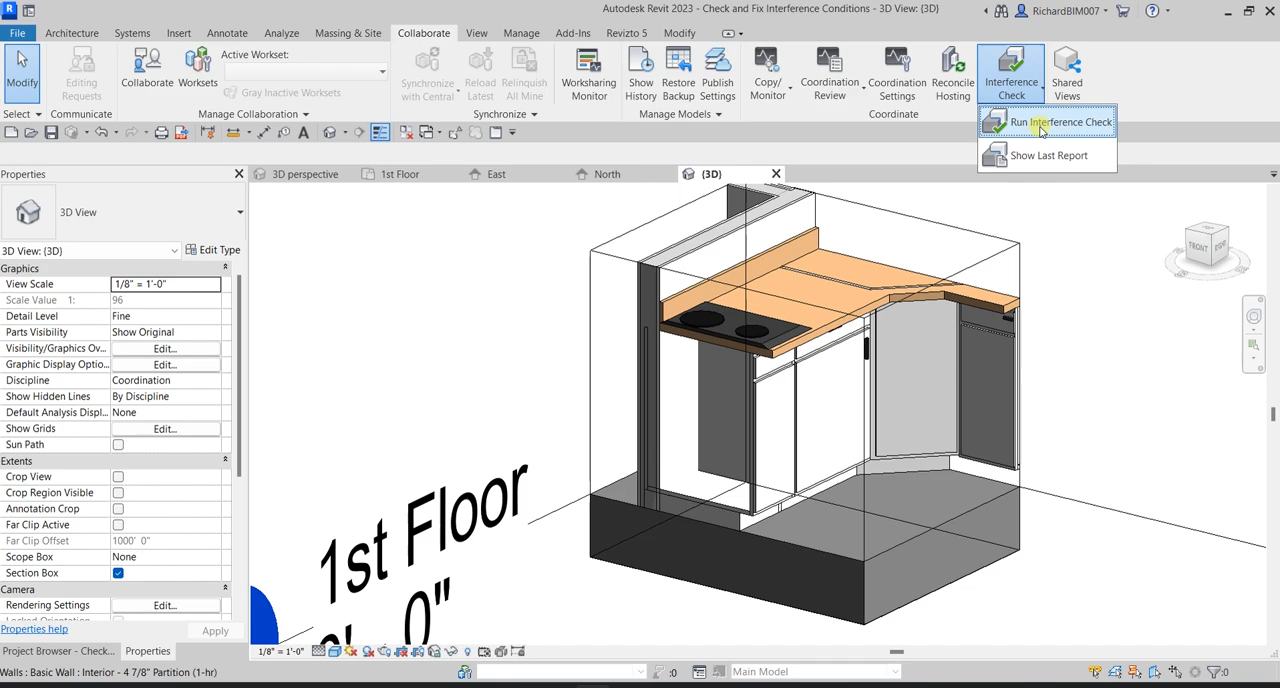 Autodesk Revit 2023 - Check and Fix Interference Conditions - 3D View: {3D}
RichardBIM007
File
Architecture
Systems
Insert
Annotate
Analyze
Massing & Site
Collaborate
View
Manage
Add-Ins
Revizto 5
Modify
Modify
Editing Requests
Collaborate
Worksets
Active Workset:
Gray Inactive Worksets
Synchronize with Central
Reload Latest
Relinquish All Mine
Worksharing Monitor
Show History
Restore Backup
Publish Settings
Copy/ Monitor
Coordination Review
Coordination Settings
Reconcile Hosting
Interference Check
Shared Views
Select
Communicate
Manage Collaboration
Synchronize
Manage Models
Coordinate
Run Interference Check
Show Last Report
Properties
3D perspective
1st Floor
East
North
{3D}
3D View
3D View: {3D}
Edit Type
Graphics
View Scale 1/8" = 1'-0"
Scale Value 1: 96
Detail Level Fine
Parts Visibility Show Original
Visibility/Graphics Ov... Edit...
Graphic Display Optio... Edit...
Discipline Coordination
Show Hidden Lines By Discipline
Default Analysis Displ... None
Show Grids Edit...
Sun Path
Extents
Crop View
Crop Region Visible
Annotation Crop
Far Clip Active
Far Clip Offset 1000' 0"
Scope Box None
Section Box
Camera
Rendering Settings Edit...
Properties help
Apply
Project Browser - Check...
Properties
FRONT
1st Floor
1/8" = 1'-0"
Walls : Basic Wall - Interior - 4 7/8" Partition (1-hr)
:0
Main Model
:0